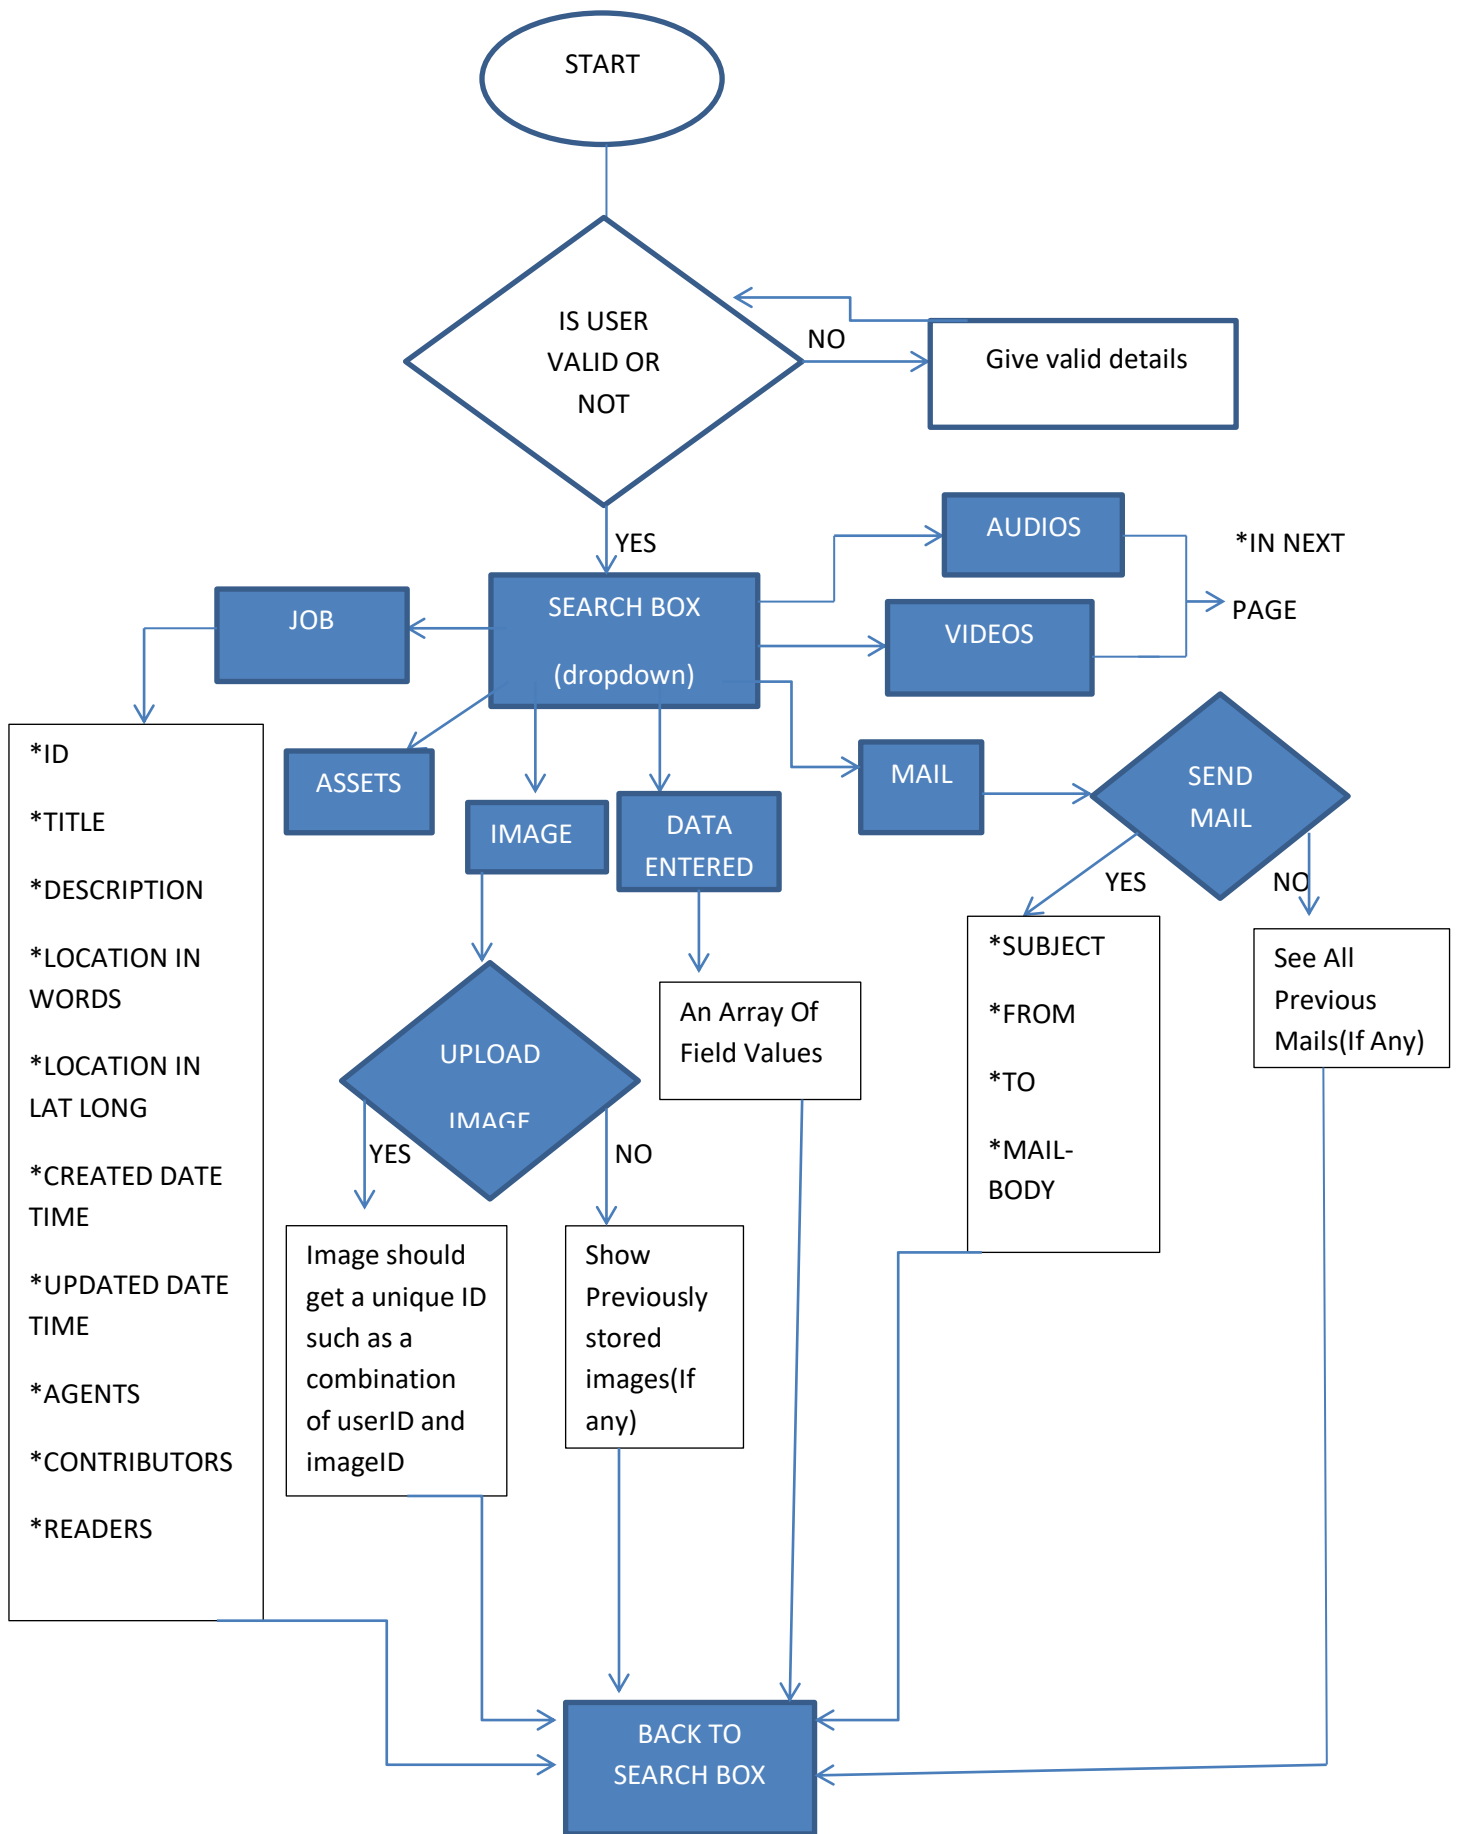 START
IS USER
VALID OR
NOT
NO
Give valid details
YES
AUDIOS
*IN NEXT
PAGE
JOB
SEARCH BOX
(dropdown)
VIDEOS
*ID
*TITLE
*DESCRIPTION
*LOCATION IN
WORDS
*LOCATION IN
LAT LONG
*CREATED DATE
TIME
*UPDATED DATE
TIME
*AGENTS
*CONTRIBUTORS
*READERS
ASSETS
IMAGE
DATA
ENTERED
MAIL
SEND
MAIL
YES
NO
UPLOAD
IMAGE
YES
NO
An Array Of
Field Values
*SUBJECT
*FROM
*TO
*MAIL-
BODY
See All
Previous
Mails(If Any)
Image should
get a unique ID
such as a
combination
of userID and
imageID
Show
Previously
stored
images(If
any)
BACK TO
SEARCH BOX